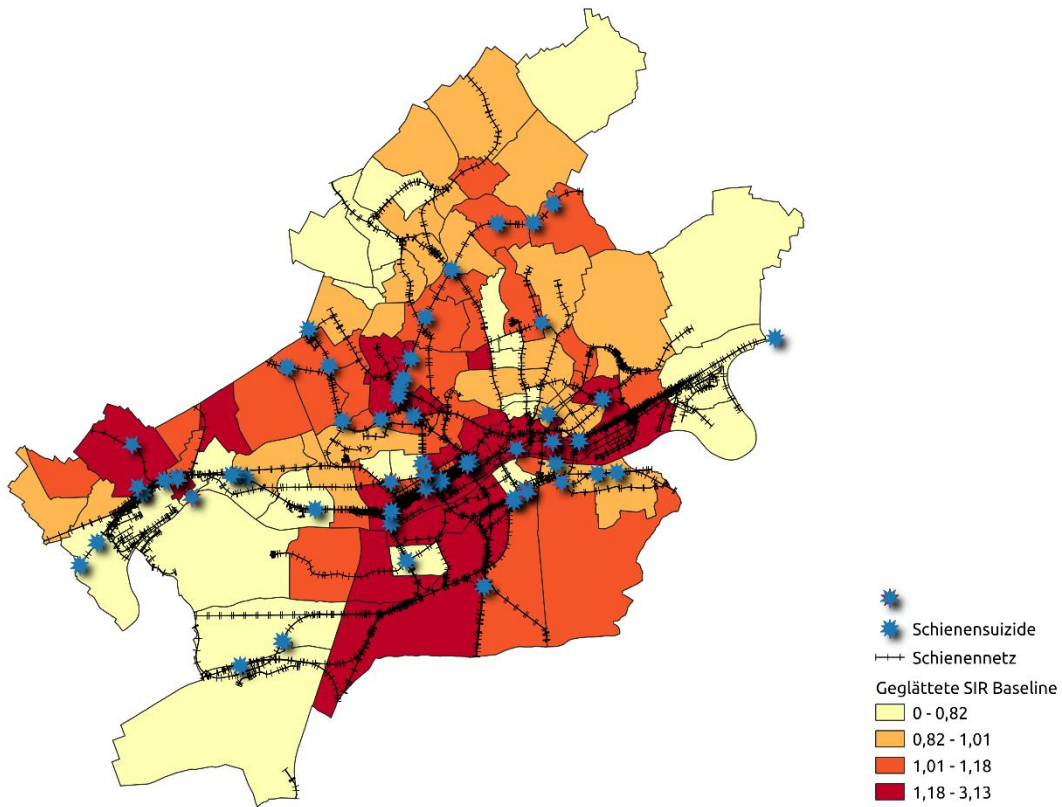 Schienensuizide
Schienennetz
Geglättete SIR Baseline
0 - 0,82
0,82 - 1,01
1,01 - 1,18
1,18 - 3,13